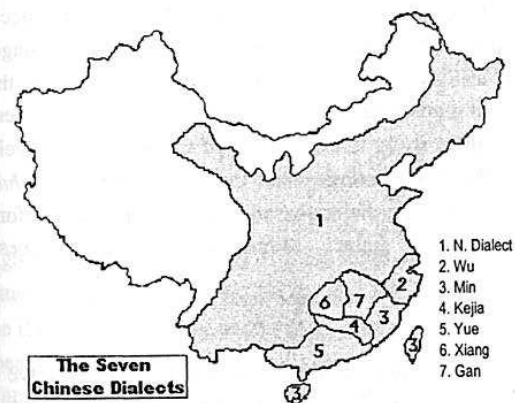 1
2
6
7
3
4
5
3
3
1. N. Dialect
2. Wu
3. Min
4. Kejia
5. Yue
6. Xiang
7. Gan
The Seven
Chinese Dialects